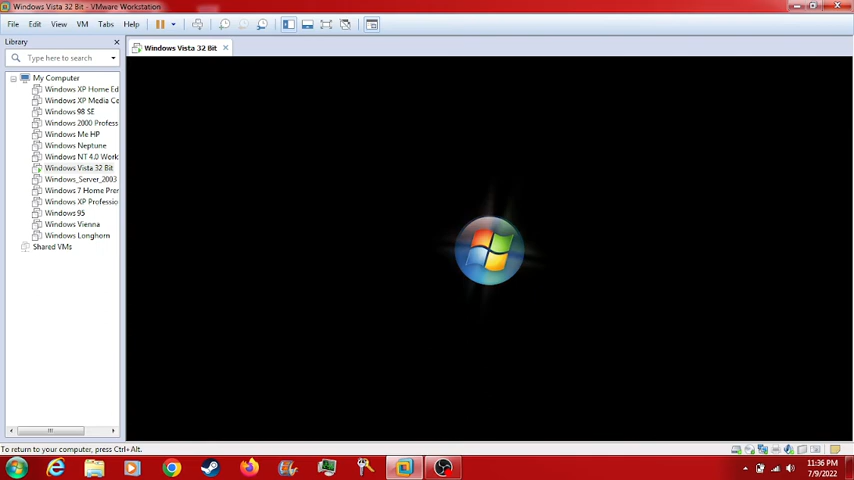 Windows Vista 32 Bit - VMware Workstation
File Edit View VM Tabs Help
Library
Type here to search
Windows Vista 32 Bit
My Computer
Windows XP Home Ed
Windows XP Media Ce
Windows 98 SE
Windows 2000 Profess
Windows Me HP
Windows Neptune
Windows NT 4.0 Work
Windows Vista 32 Bit
Windows_Server_2003
Windows 7 Home Prer
Windows XP Professio
Windows 95
Windows Vienna
Windows Longhorn
Shared VMs
To return to your computer, press Ctrl+Alt.
11:36 PM
7/9/2022